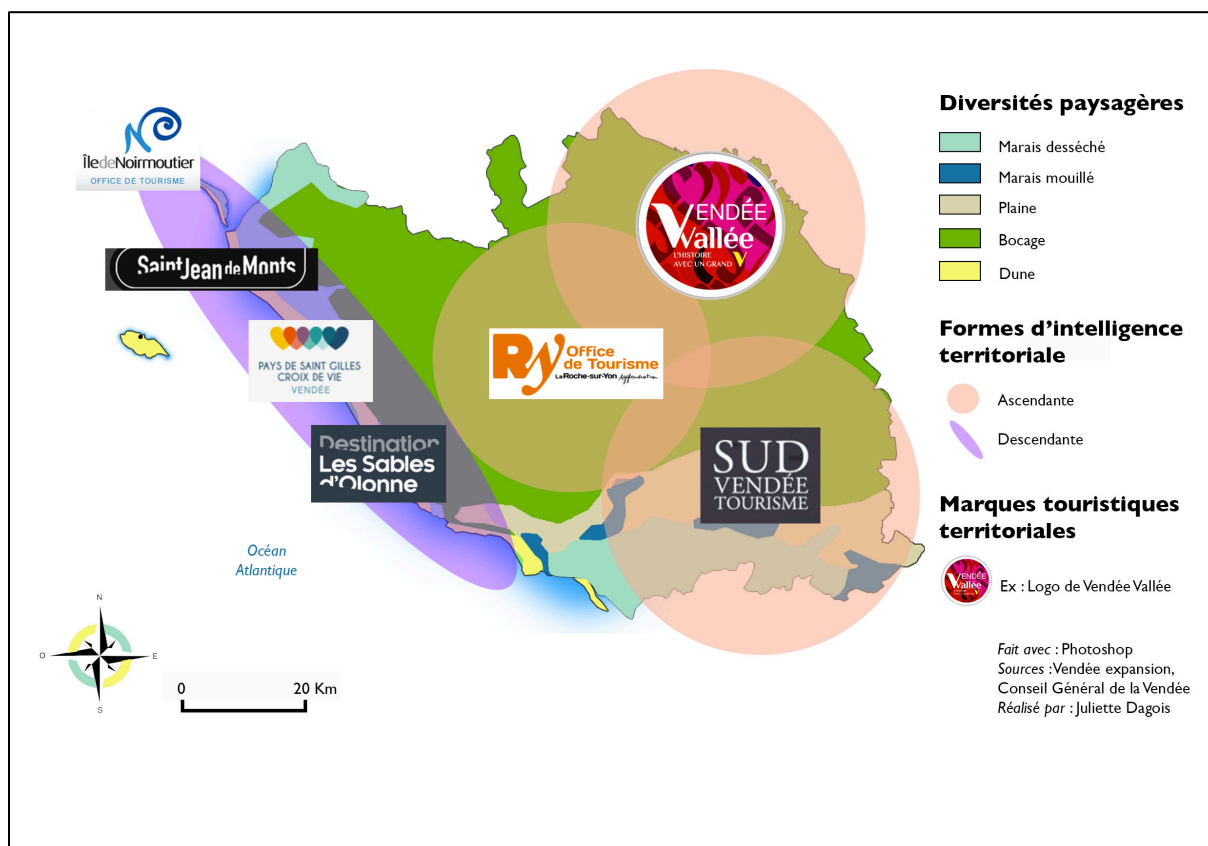 îledeNoirmoutier
OFFICE DE TOURISME
Saint Jean de Monts
PAYS DE SAINT GILLES
CROIX DE VIE
VENDÉE
Destination
Les Sables
d'Olonne
Océan
Atlantique
VENDÉE
Vallée
L'HISTOIRE
AVEC UN GRAND V
Ry Office
de Tourisme
La Roche-sur-Yon Agglomération
SUD
VENDÉE
TOURISME
N
O
E
S
0 20 Km
Diversités paysagères
Marais desséché
Marais mouillé
Plaine
Bocage
Dune
Formes d'intelligence
territoriale
Ascendante
Descendante
Marques touristiques
territoriales
VENDÉE
Vallée
Ex : Logo de Vendée Vallée
Fait avec : Photoshop
Sources : Vendée expansion,
Conseil Général de la Vendée
Réalisé par : Juliette Dagois